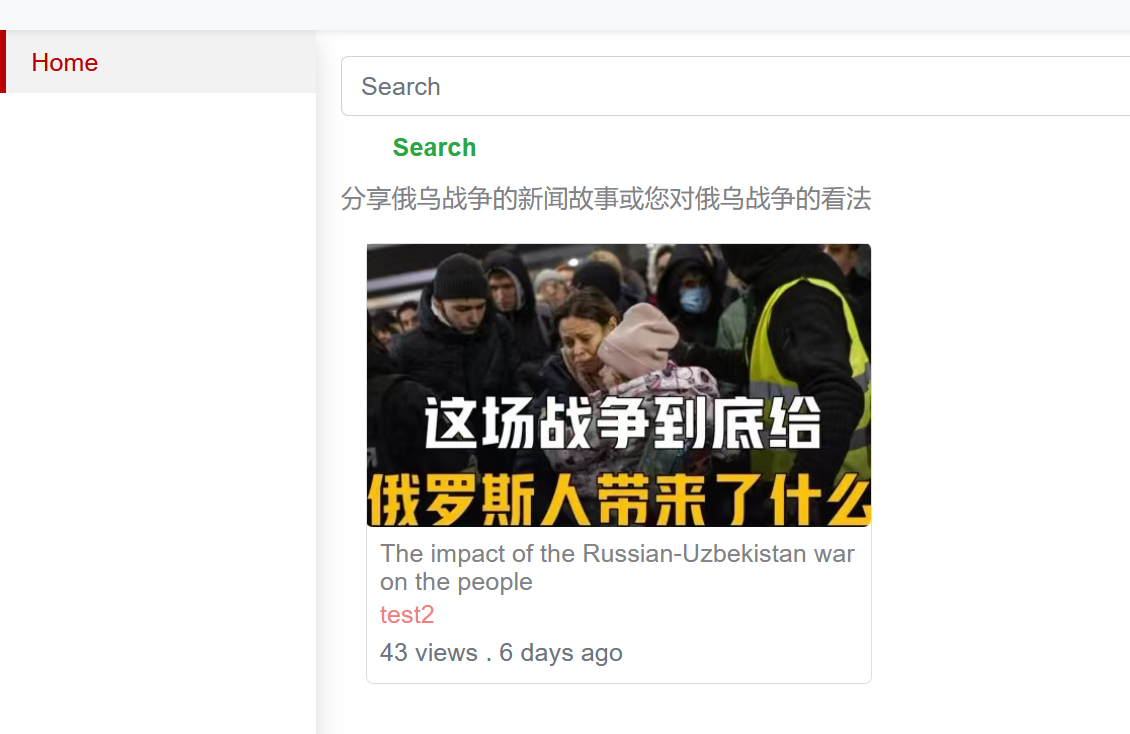 Home
Search
Search
分享俄乌战争的新闻故事或您对俄乌战争的看法
这场战争到底给
俄罗斯人带来了什么
The impact of the Russian-Uzbekistan war
on the people
test2
43 views . 6 days ago